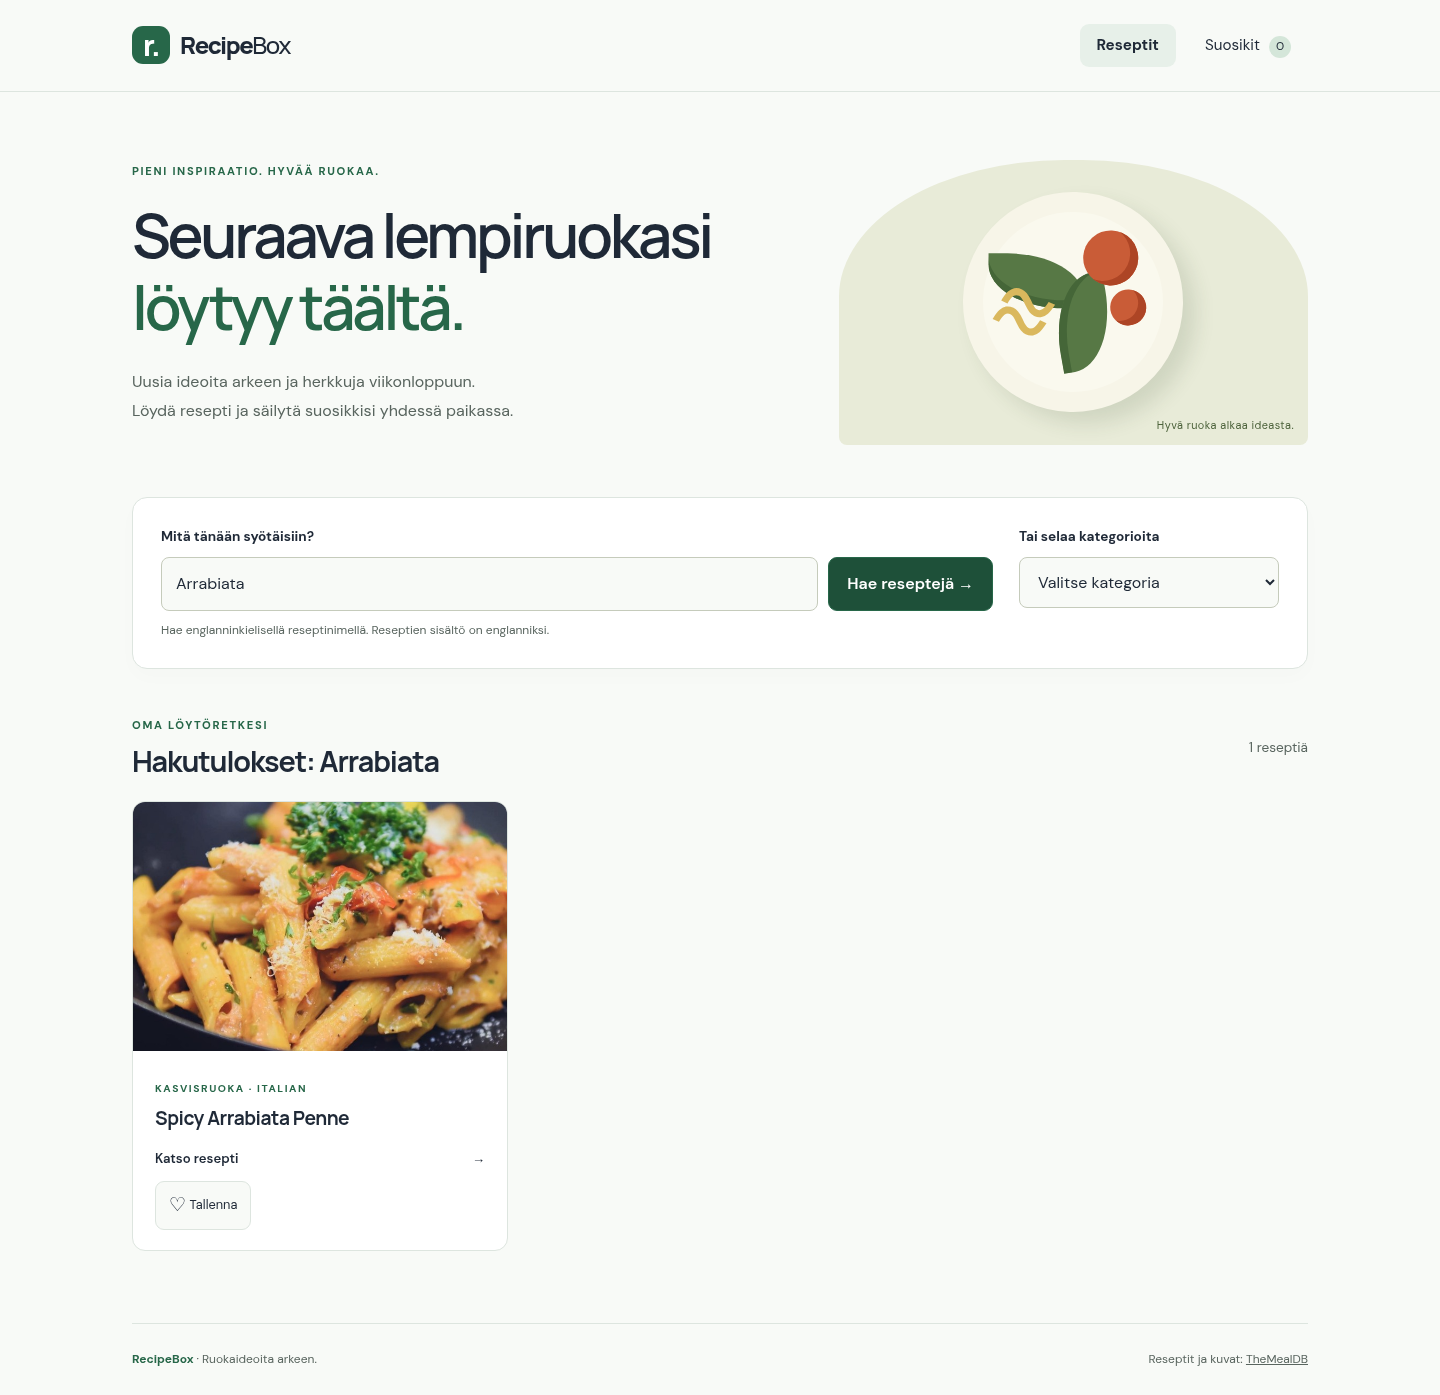 r. RecipeBox
Reseptit
Suosikit 0
PIENI INSPIRAATIO. HYVÄÄ RUOKAA.
Seuraava lempiruokasi
löytyy täältä.
Uusia ideoita arkeen ja herkkuja viikonloppuun.
Löydä resepti ja säilytä suosikkisi yhdessä paikassa.
Hyvä ruoka alkaa ideasta.
Mitä tänään syötäisiin?
Arrabiata
Hae reseptejä →
Hae englanninkielisellä reseptinimellä. Reseptien sisältö on englanniksi.
Tai selaa kategorioita
Valitse kategoria
OMA LÖYTÖRETKESI
Hakutulokset: Arrabiata
1 reseptiä
KASVISRUOKA · ITALIAN
Spicy Arrabiata Penne
Katso resepti →
♡ Tallenna
RecipeBox · Ruokaideoita arkeen.
Reseptit ja kuvat: TheMealDB